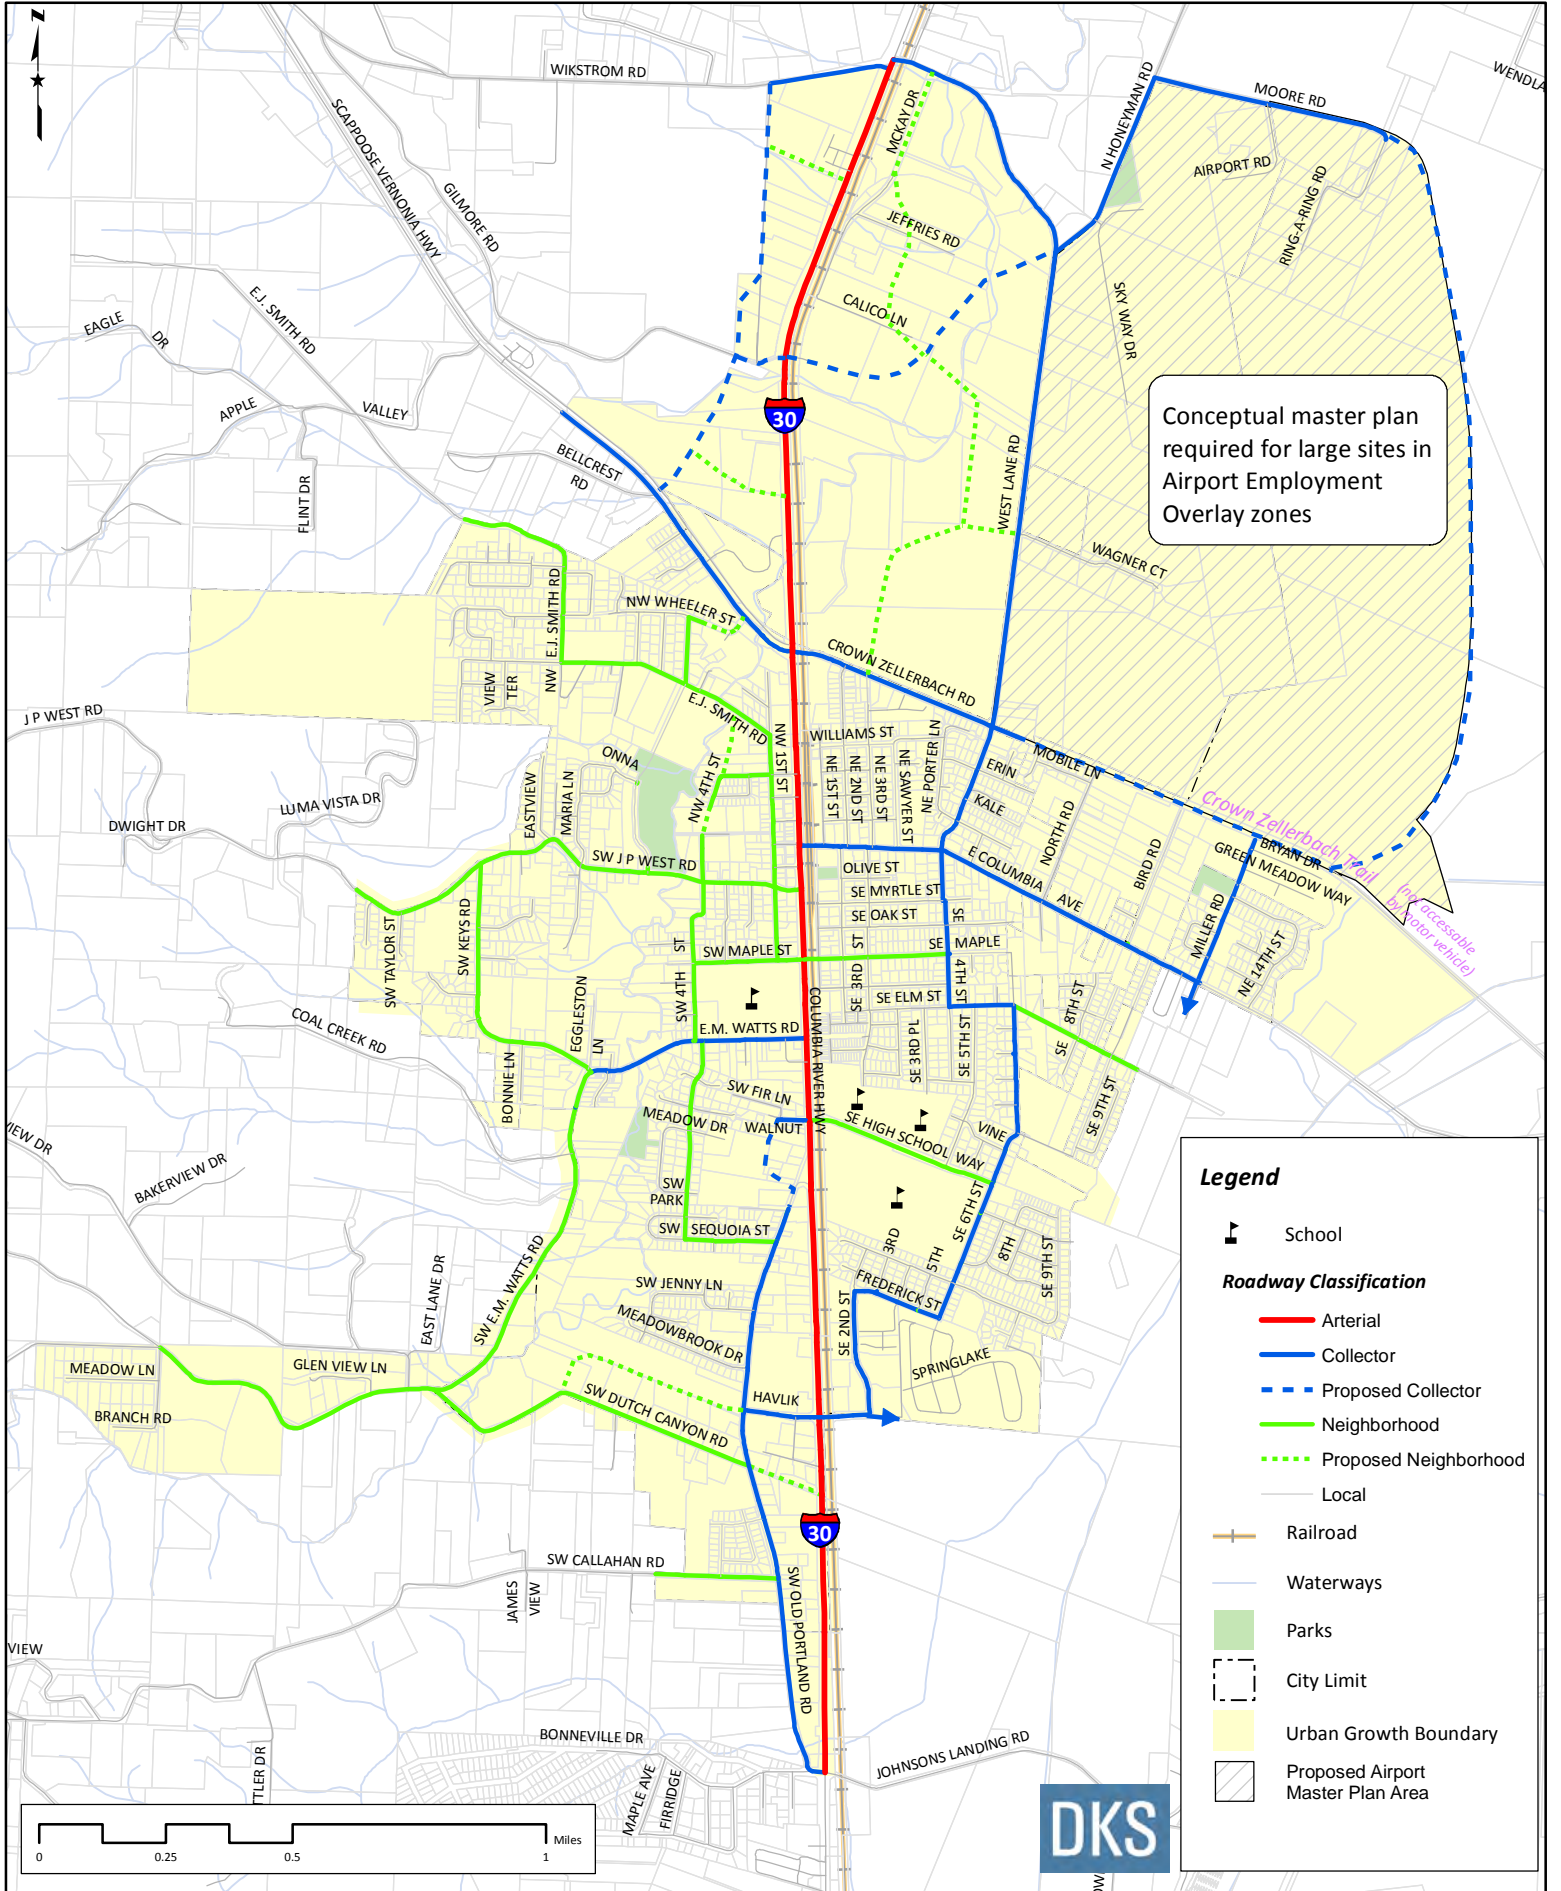 N
WIKSTROM RD
MCKAY DR
N HONEYMAN RD
MOORE RD
SCAPPOOSE VERNONIA HWY
GILMORE RD
AIRPORT RD
RING-A-RING RD
JEFFRIES RD
E.J. SMITH RD
EAGLE
DR
CALICO LN
SKY WAY DR
APPLE
VALLEY
30
Conceptual master plan
required for large sites in
Airport Employment
Overlay zones
FLINT DR
BELLCREST
RD
WEST LANE RD
WAGNER CT
NW E.J. SMITH RD
NW WHEELER ST
VIEW
TER
CROWN ZELLERBACH RD
J P WEST RD
E.J. SMITH RD
NW 1ST ST
WILLIAMS ST
ONNA
NW 4TH ST
NE 1ST ST
NE 2ND ST
NE 3RD ST
NE SAWYER ST
NE PORTER LN
ERIN
MOBILE LN
KALE
NORTH RD
Crown Zellerbach Trail
(not accessable
by motor vehicle)
LUMA VISTA DR
DWIGHT DR
EASTVIEW
MARIA LN
SW J P WEST RD
OLIVE ST
E COLUMBIA
AVE
BIRD RD
BRYAN DR
GREEN MEADOW WAY
SE MYRTLE ST
SE OAK ST
MILLER RD
NE 14TH ST
SW TAYLOR ST
SW KEYS RD
SW 4TH
ST
SW MAPLE ST
SE MAPLE
SE
4TH ST
SE 3RD
ST
SE ELM ST
COAL CREEK RD
EGGLESTON
LN
E.M. WATTS RD
COLUMBIA RIVER HWY
SE 3RD PL
SE 5TH ST
SE
8TH ST
SE 9TH ST
BONNIE LN
SW FIR LN
MEADOW DR
WALNUT
SE HIGH SCHOOL WAY
VINE
IEW DR
BAKERVIEW DR
SW
PARK
SW SEQUOIA ST
3RD
5TH
SE 6TH ST
8TH
SE 9TH ST
SW E.M. WATTS RD
EAST LANE DR
SW JENNY LN
MEADOWBROOK DR
SE 2ND ST
FREDERICK ST
SPRINGLAKE
MEADOW LN
GLEN VIEW LN
BRANCH RD
SW DUTCH CANYON RD
HAVLIK
30
SW CALLAHAN RD
JAMES
VIEW
SW OLD PORTLAND RD
VIEW
BONNEVILLE DR
MAPLE AVE
FIRRIDGE
JOHNSONS LANDING RD
TTLER DR
Legend
School
Roadway Classification
Arterial
Collector
Proposed Collector
Neighborhood
Proposed Neighborhood
Local
Railroad
Waterways
Parks
City Limit
Urban Growth Boundary
Proposed Airport
Master Plan Area
DKS
Miles
0
0.25
0.5
1